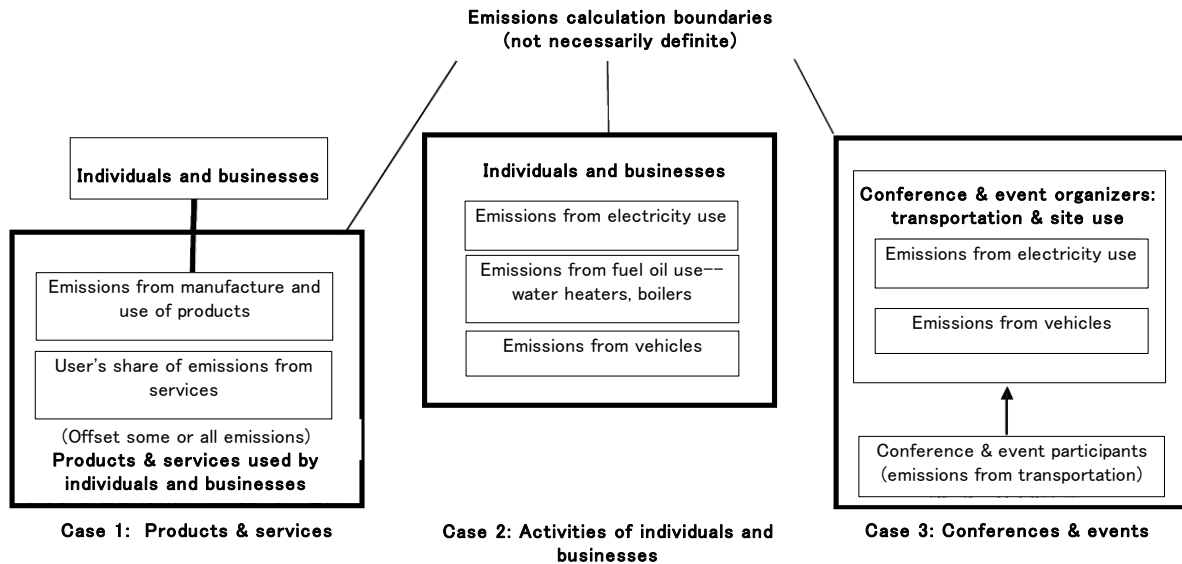 Emissions calculation boundaries
(not necessarily definite)
Individuals and businesses
Emissions from manufacture and
use of products
User's share of emissions from
services
(Offset some or all emissions)
Products & services used by
individuals and businesses
Case 1:  Products & services
Individuals and businesses
Emissions from electricity use
Emissions from fuel oil use--
water heaters, boilers
Emissions from vehicles
Case 2: Activities of individuals and
businesses
Conference & event organizers:
transportation & site use
Emissions from electricity use
Emissions from vehicles
Conference & event participants
(emissions from transportation)
Case 3: Conferences & events